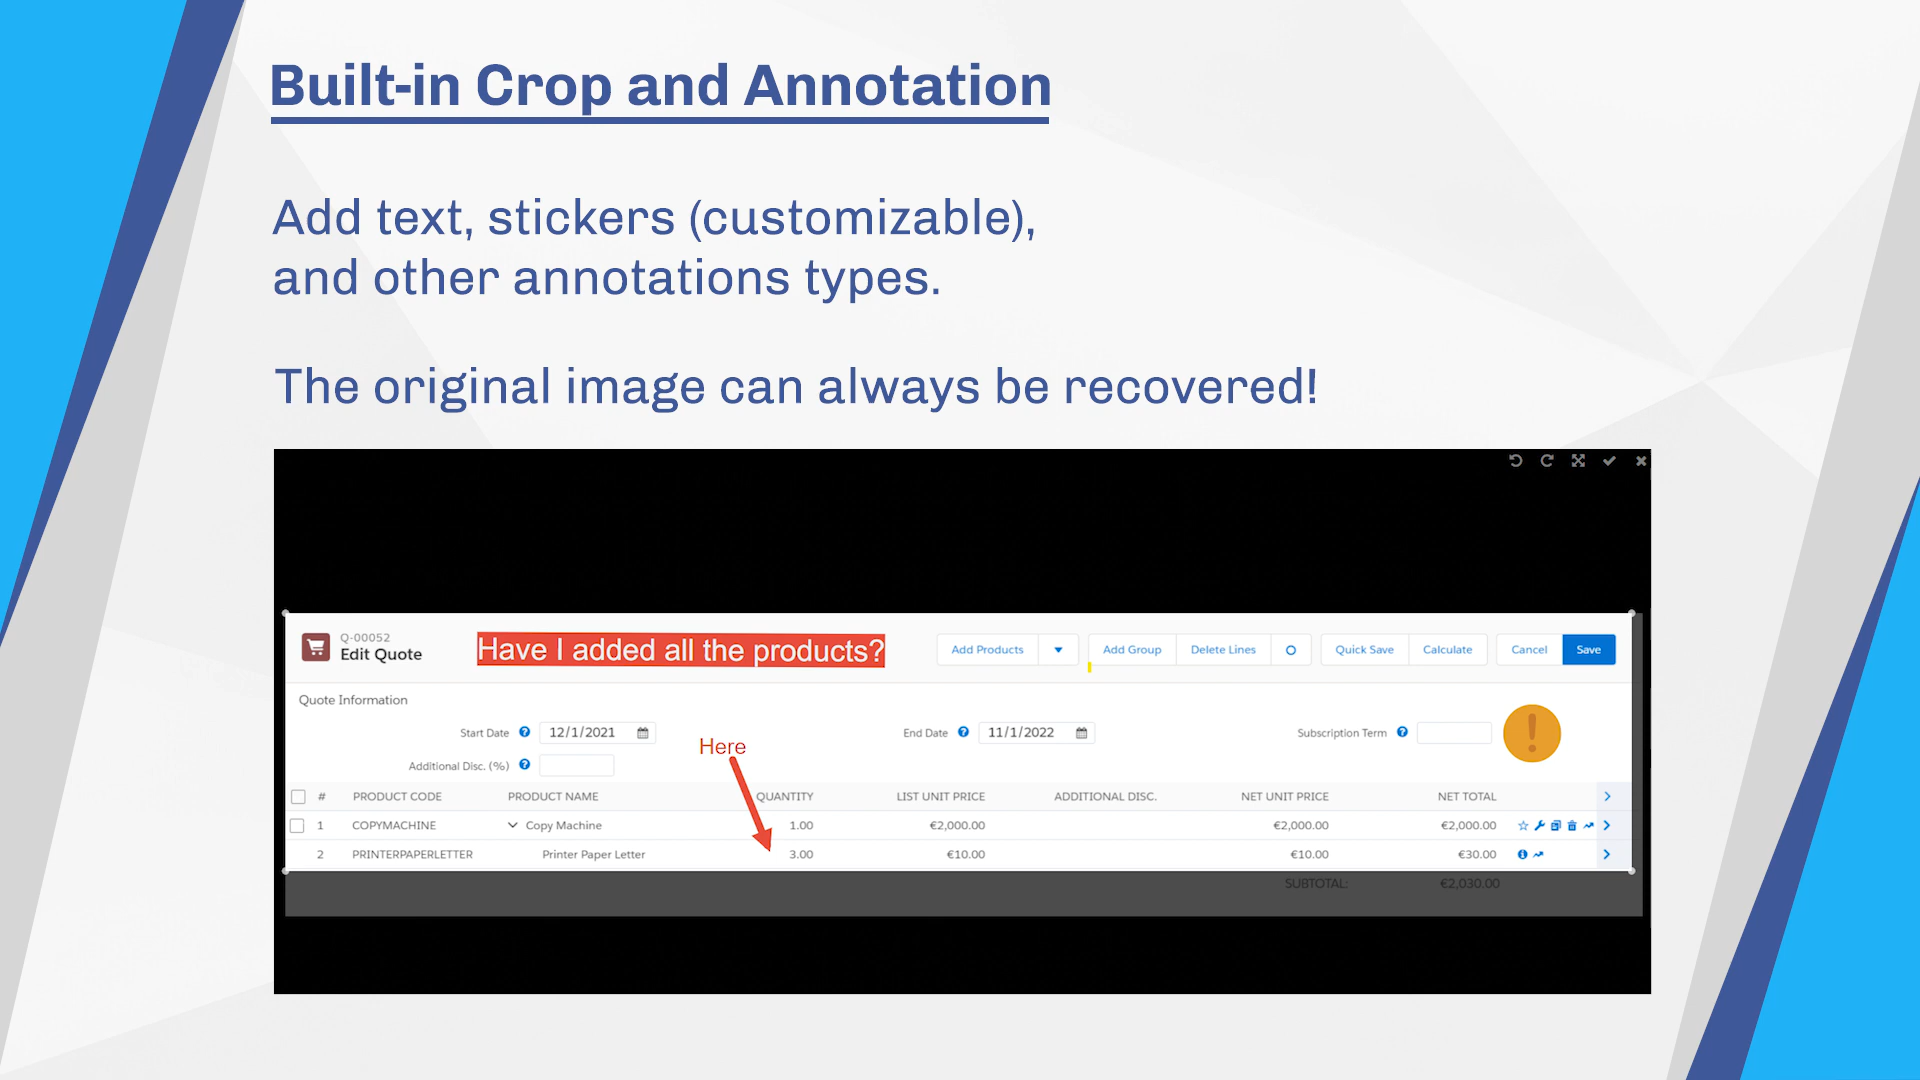 Built-in Crop and Annotation
Add text, stickers (customizable),
and other annotations types.
The original image can always be recovered!
Q-00052
Edit Quote
Have I added all the products?
Add Products
Add Group
Delete Lines
Quick Save
Calculate
Cancel
Save
Quote Information
Start Date 12/1/2021
End Date 11/1/2022
Subscription Term
Here
Additional Disc. (%)
# PRODUCT CODE PRODUCT NAME QUANTITY LIST UNIT PRICE ADDITIONAL DISC. NET UNIT PRICE NET TOTAL
1 COPYMACHINE Copy Machine 1.00 €2,000.00 €2,000.00 €2,000.00
2 PRINTERPAPERLETTER Printer Paper Letter 3.00 €10.00 €10.00 €30.00
SUBTOTAL: €2,030.00